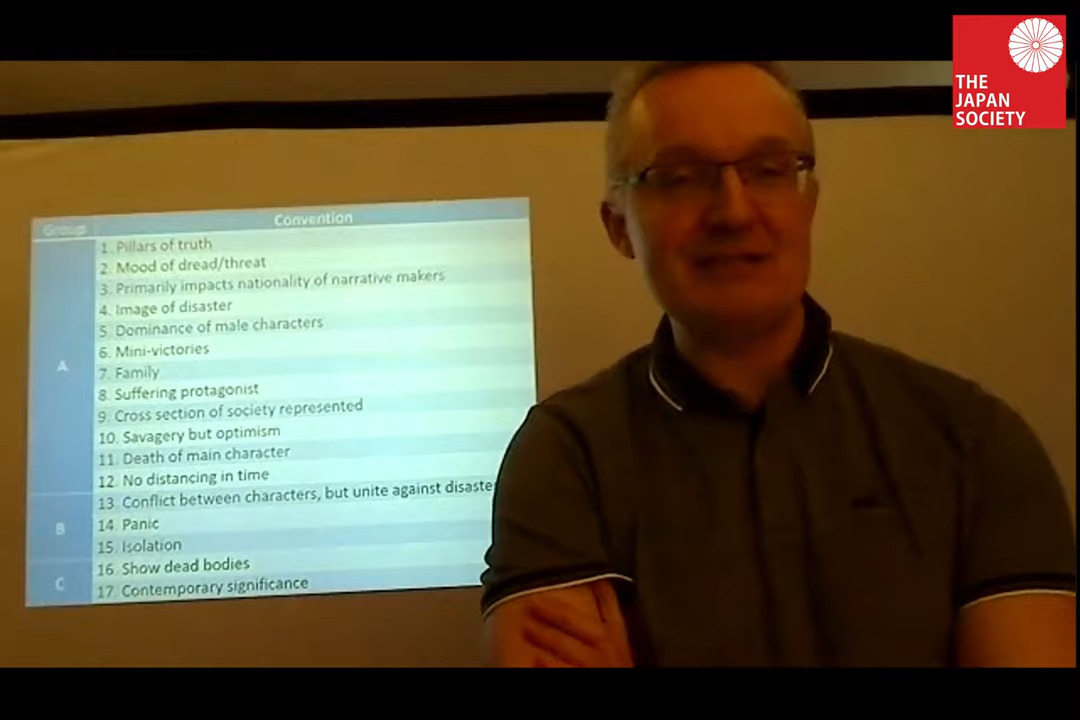 THE
JAPAN
SOCIETY
Group Convention
1. Pillars of truth
2. Mood of dread/threat
3. Primarily impacts nationality of narrative makers
4. Image of disaster
5. Dominance of male characters
6. Mini-victories
A
7. Family
8. Suffering protagonist
9. Cross section of society represented
10. Savagery but optimism
11. Death of main character
12. No distancing in time
13. Conflict between characters, but unite against disaste
B
14. Panic
15. Isolation
16. Show dead bodies
C
17. Contemporary significance